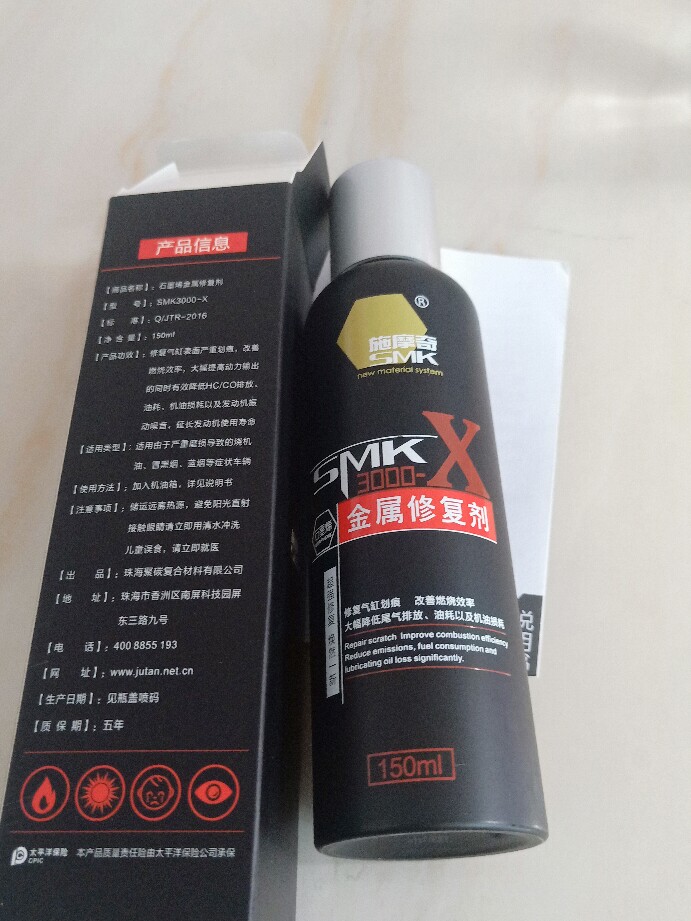 产品信息
【商品名称】：石墨烯金属修复剂
【型 号】：SMK3000-X
【标 准】：Q/JTR-2016
【净 含 量】：150ml
【产品功效】：修复气缸表面严重划痕，改善
燃烧效率，大幅提高动力输出
的同时有效降低HC/CO排放、
油耗、机油损耗以及发动机振
动噪音，延长发动机使用寿命
【适用类型】：适用由于严重磨损导致的烧机
油、冒黑烟、蓝烟等症状车辆
【使用方法】：加入机油箱，详见说明书
【注意事项】：储运远离热源，避免阳光直射
接触眼睛请立即用清水冲洗
儿童误食，请立即就医
【出 品】：珠海聚碳复合材料有限公司
【地 址】：珠海市香洲区南屏科技园屏
东三路九号
【电 话】：400 8855 193
【网 址】：www.jutan.net.cn
【生产日期】：见瓶盖喷码
【质 保 期】：五年
太平洋保险
CPIC
本产品质量责任险由太平洋保险公司承保
®
施摩奇
SMK
new material system
SMK
3000-X
金属修复剂
修复气缸划痕 改善燃烧效率
大幅降低尾气排放、油耗以及机油损耗
Repair scratch Improve combustion efficiency
Reduce emissions, fuel consumption and
lubricating oil loss significantly.
150ml